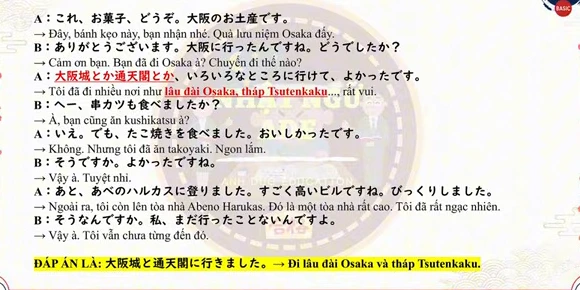 A：これ、お菓子、どうぞ。大阪のお土産です。
→ Đây, bánh kẹo này, bạn nhận nhé. Quà lưu niệm Osaka đấy.
B：ありがとうございます。大阪に行ったんですね。どうでしたか？
→ Cảm ơn bạn. Bạn đã đi Osaka à? Chuyến đi thế nào?
A：大阪城とか通天閣とか、いろいろなところに行けて、よかったです。
→ Tôi đã đi nhiều nơi như lâu đài Osaka, tháp Tsutenkaku..., rất vui.
B：へー、串カツも食べましたか？
→ À, bạn cũng ăn kushikatsu à?
A：いえ。でも、たこ焼きを食べました。おいしかったです。
→ Không. Nhưng tôi đã ăn takoyaki. Ngon lắm.
B：そうですか。よかったですね。
→ Vậy à. Tuyệt nhỉ.
A：あと、あべのハルカスに登りました。すごく高いビルですね。びっくりしました。
→ Ngoài ra, tôi còn lên tòa nhà Abeno Harukas. Đó là một tòa nhà rất cao. Tôi đã rất ngạc nhiên.
B：そうなんですか。私、まだ行ったことないんですよ。
→ Vậy à. Tôi vẫn chưa từng đến đó.
ĐÁP ÁN LÀ: 大阪城と通天閣に行きました。→ Đi lâu đài Osaka và tháp Tsutenkaku.
BASIC